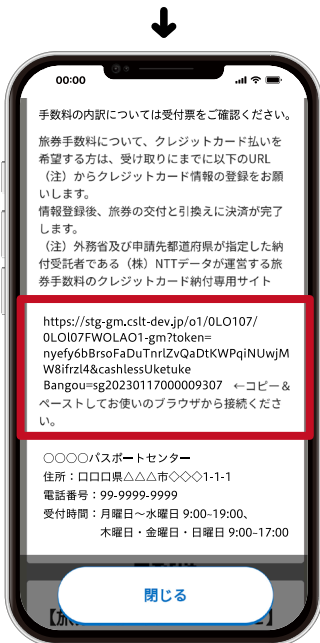 00:00
手数料の内訳については受付票をご確認ください。
旅券手数料について、クレジットカード払いを
希望する方は、受け取りにまでに以下のURL
（注）からクレジットカード情報の登録をお願
いします。
情報登録後、旅券の交付と引換えに決済が完了
します。
（注）外務省及び申請先都道府県が指定した納
付受託者である（株）NTTデータが運営する旅
券手数料のクレジットカード納付専用サイト
https://stg-gm.cslt-dev.jp/o1/0LO107/
0LOl07FWOLAO1-gm?token=
nyefy6bBrsoFaDuTnrlZvQaDtKWPqiNUwjM
W8ifrzl4&cashlessUketuke
Bangou=sg20230117000009307　←コピー＆
ペーストしてお使いのブラウザから接続くださ
い。
〇〇〇〇パスポートセンター
住所：口口口県△△△市◇◇◇1-1-1
電話番号：99-9999-9999
受付時間：月曜日〜水曜日 9:00~19:00、
木曜日・金曜日・日曜日 9:00~17:00
閉じる